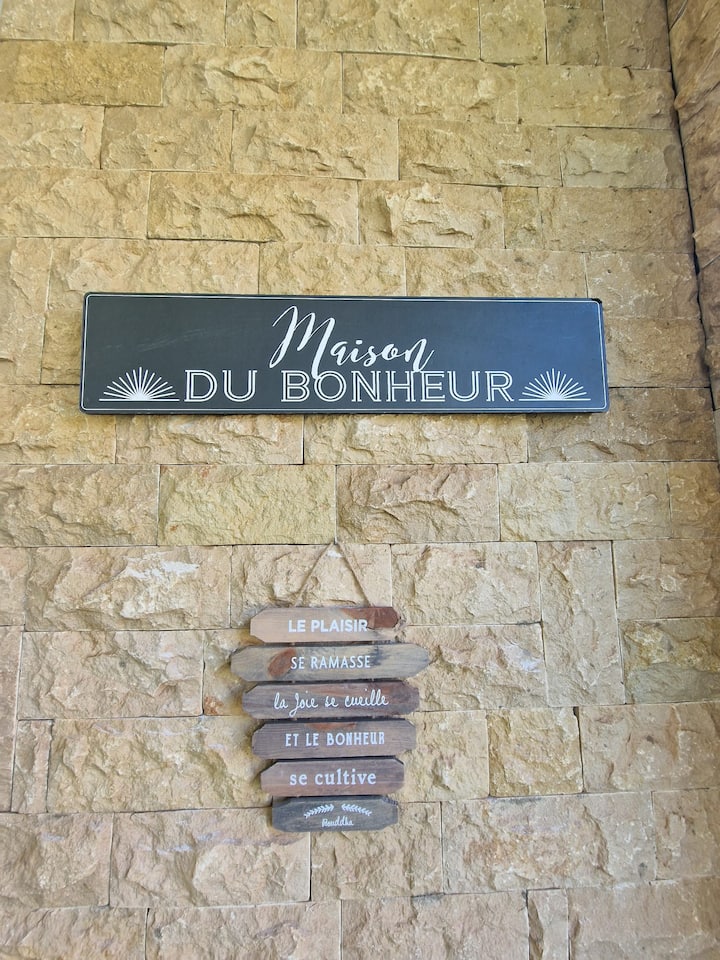 Maison
DU BONHEUR
LE PLAISIR
SE RAMASSE
la Joie se cueille
ET LE BONHEUR
se cultive
Bouddha